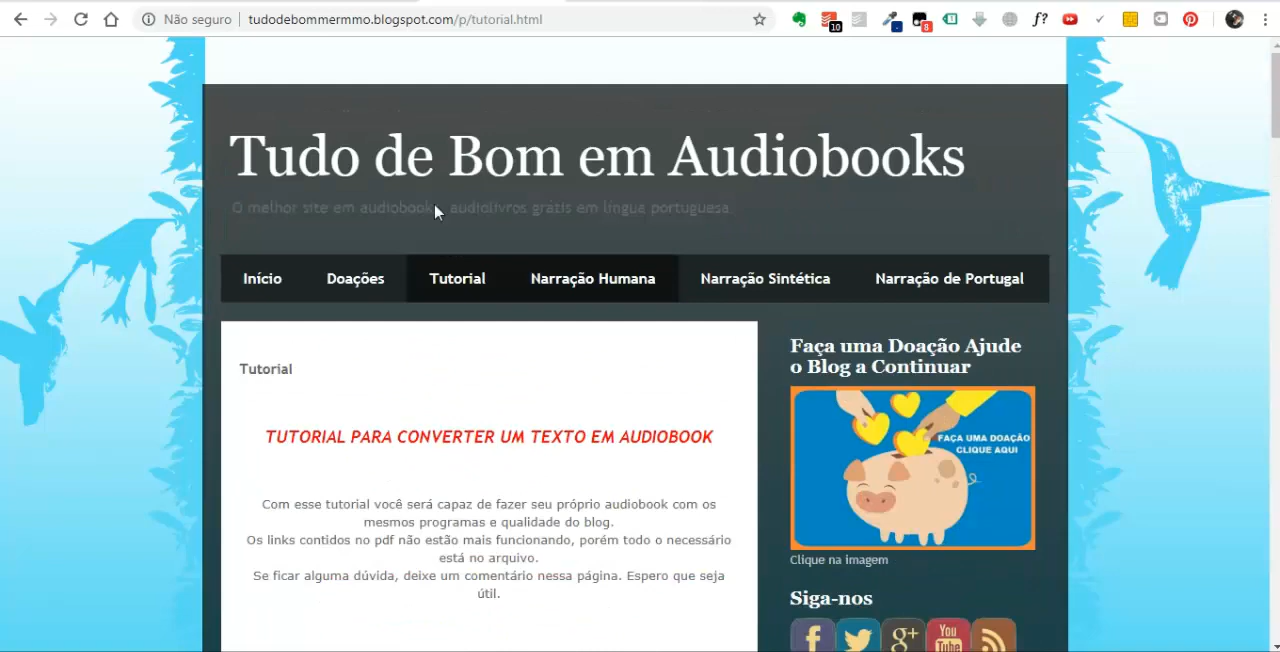 Não seguro
tudodebommermmo.blogspot.com/p/tutorial.html
10
8
f?
Tudo de Bom em Audiobooks
O melhor site em audiobooks, audiolivros grátis em língua portuguesa
Início Doações Tutorial Narração Humana Narração Sintética Narração de Portugal
Tutorial
TUTORIAL PARA CONVERTER UM TEXTO EM AUDIOBOOK
Com esse tutorial você será capaz de fazer seu próprio audiobook com os
mesmos programas e qualidade do blog.
Os links contidos no pdf não estão mais funcionando, porém todo o necessário
está no arquivo.
Se ficar alguma dúvida, deixe um comentário nessa página. Espero que seja
útil.
Faça uma Doação Ajude
o Blog a Continuar
FAÇA UMA DOAÇÃO
CLIQUE AQUI
Clique na imagem
Siga-nos
f
g+
You
Tube